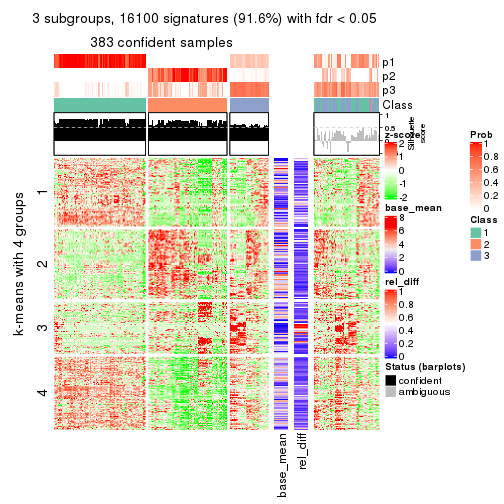 3 subgroups, 16100 signatures (91.6%) with fdr < 0.05
383 confident samples
p1
p2
p3
Class
1
0.5
0
Silhouette
score
z-score
2
1
0
-1
-2
base_mean
8
6
4
2
0
rel_diff
1
0.8
0.6
0.4
0.2
0
Status (barplots)
confident
ambiguous
Prob
1
0.8
0.6
0.4
0.2
0
Class
1
2
3
k-means with 4 groups
1
2
3
4
base_mean
rel_diff